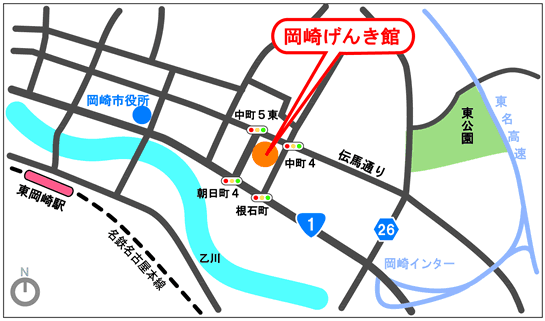 岡崎げんき館
岡崎市役所
中町5東
中町4
伝馬通り
東公園
東名高速
朝日町4
根石町
東岡崎駅
名鉄名古屋本線
乙川
1
26
岡崎インター
N